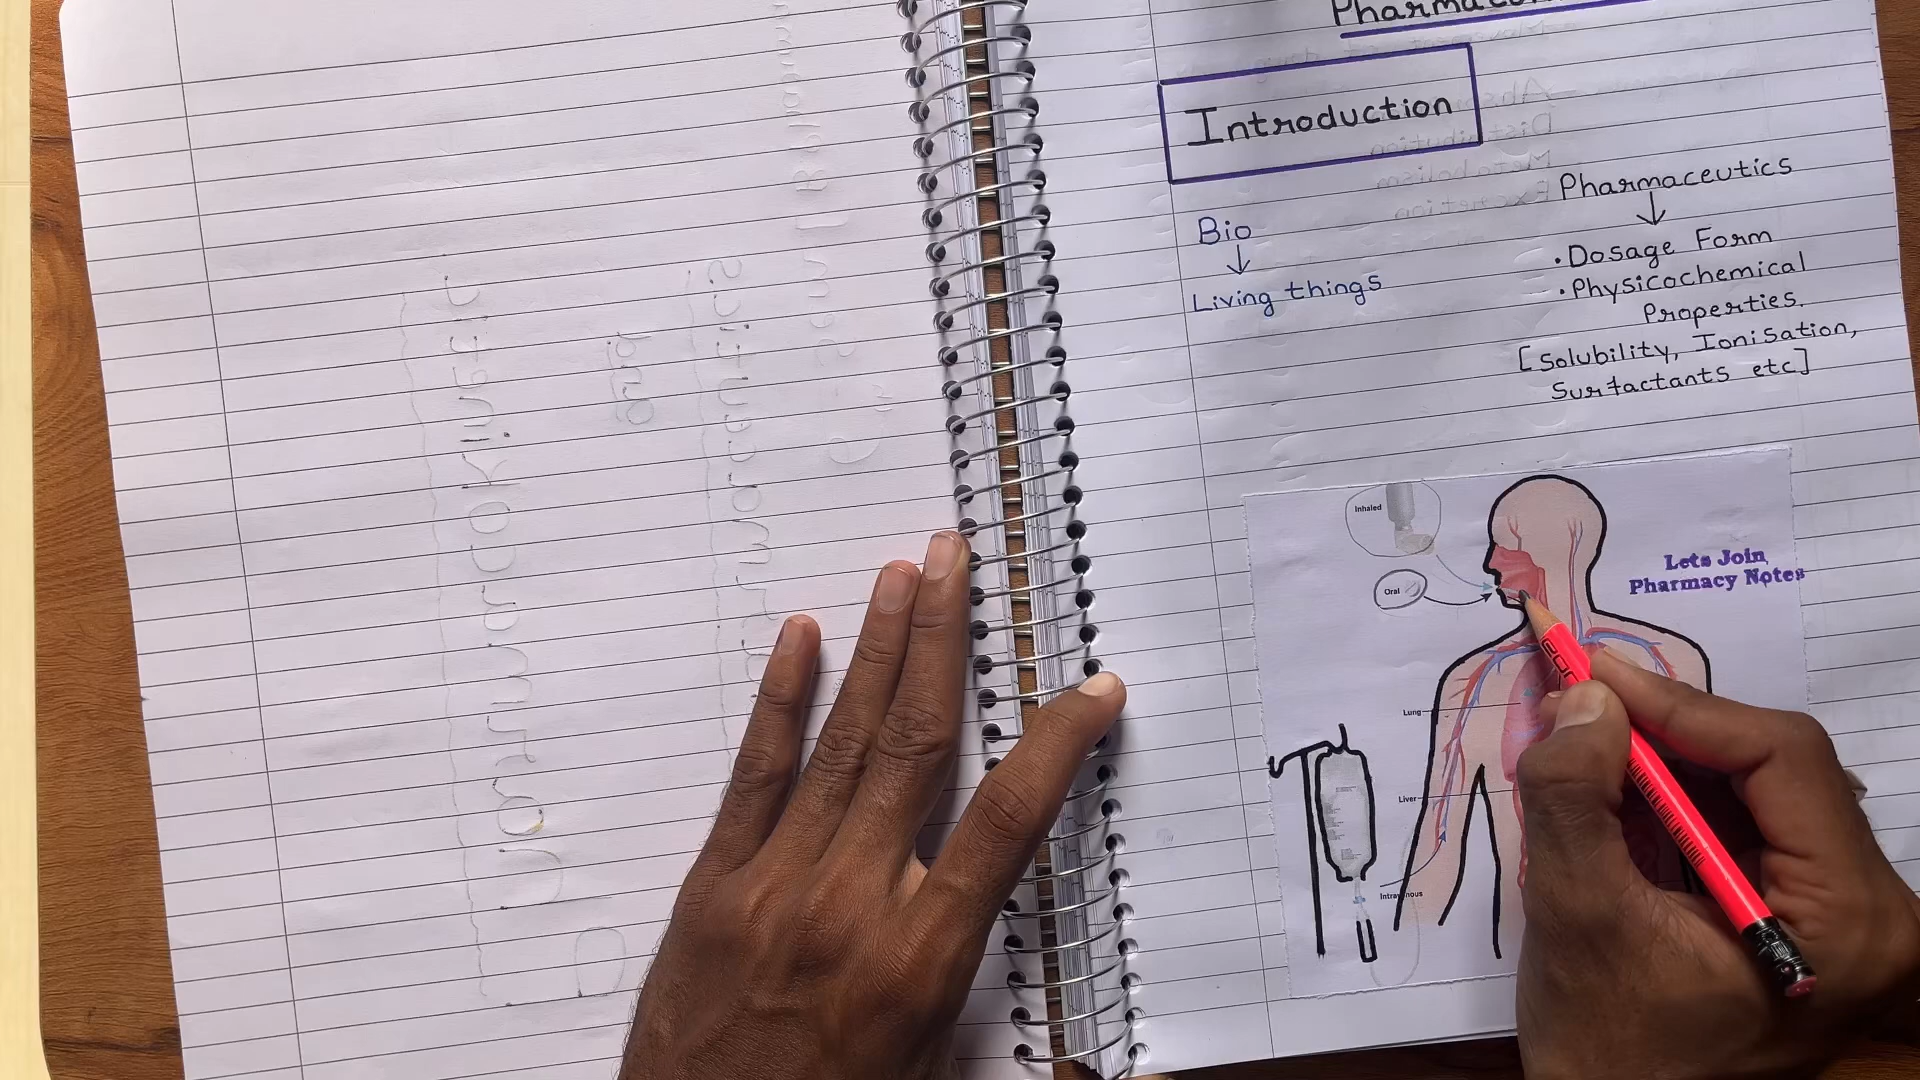 Introduction
Bio
↓
Living things
Pharmaceutics
↓
• Dosage Form
• Physicochemical
Properties.
[Solubility, Ionisation,
Surfactants etc]
Inhaled
Oral
Lets Join
Pharmacy Notes
Lung
Liver